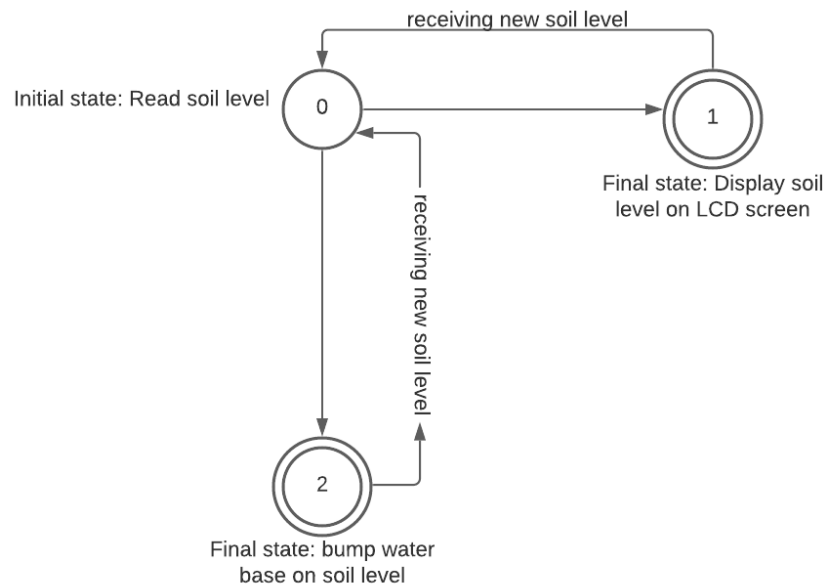 receiving new soil level
Initial state: Read soil level
0
1
Final state: Display soil
level on LCD screen
receiving new soil level
2
Final state: bump water
base on soil level